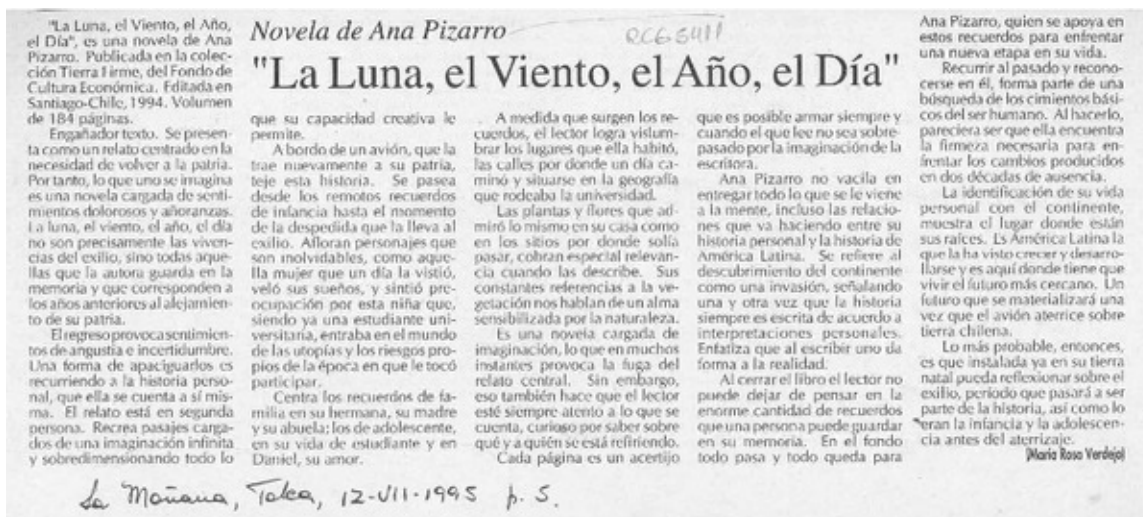 Novela de Ana Pizarro
RCG5411
"La Luna, el Viento, el Año, el Día"
"La Luna, el Viento, el Año,
el Día", es una novela de Ana
Pizarro. Publicada en la colec-
ción Tierra Firme, del Fondo de
Cultura Económica. Editada en
Santiago-Chile, 1994. Volumen
de 184 páginas.
Engañador texto. Se presen-
ta como un relato centrado en la
necesidad de volver a la patria.
Por tanto, lo que uno se imagina
es una novela cargada de senti-
mientos dolorosos y añoranzas.
La luna, el viento, el año, el día
no son precisamente las viven-
cias del exilio, sino todas aque-
llas que la autora guarda en la
memoria y que corresponden a
los años anteriores al alejamien-
to de su patria.
El regreso provoca sentimien-
tos de angustia e incertidumbre.
Una forma de apaciguarlos es
recurriendo a la historia perso-
nal, que ella se cuenta a sí mis-
ma. El relato está en segunda
persona. Recrea pasajes carga-
dos de una imaginación infinita
y sobredimensionando todo lo
que su capacidad creativa le
permite.
A bordo de un avión, que la
trae nuevamente a su patria,
teje esta historia. Se pasea
desde los remotos recuerdos
de infancia hasta el momento
de la despedida que la lleva al
exilio. Afloran personajes que
son inolvidables, como aque-
lla mujer que un día la vistió,
veló sus sueños, y sintió pre-
ocupación por esta niña que,
siendo ya una estudiante uni-
versitaria, entraba en el mundo
de las utopías y los riesgos pro-
pios de la época en que le tocó
participar.
Centra los recuerdos de fa-
milia en su hermana, su madre
y su abuela; los de adolescente,
en su vida de estudiante y en
Daniel, su amor.
A medida que surgen los re-
cuerdos, el lector logra vislum-
brar los lugares que ella habitó,
las calles por donde un día ca-
minó y situarse en la geografía
que rodeaba la universidad.
Las plantas y flores que ad-
miró lo mismo en su casa como
en los sitios por donde solía
pasar, cobran especial relevan-
cia cuando las describe. Sus
constantes referencias a la ve-
getación nos hablan de un alma
sensibilizada por la naturaleza.
Es una novela cargada de
imaginación, lo que en muchos
instantes provoca la fuga del
relato central. Sin embargo,
eso también hace que el lector
esté siempre atento a lo que se
cuenta, curioso por saber sobre
qué y a quién se está refiriendo.
Cada página es un acertijo
que es posible armar siempre y
cuando el que lee no sea sobre-
pasado por la imaginación de la
escritora.
Ana Pizarro no vacila en
entregar todo lo que se le viene
a la mente, incluso las relacio-
nes que va haciendo entre su
historia personal y la historia de
América Latina. Se refiere al
descubrimiento del continente
como una invasión, señalando
una y otra vez que la historia
siempre es escrita de acuerdo a
interpretaciones personales.
Enfatiza que al escribir uno da
forma a la realidad.
Al cerrar el libro el lector no
puede dejar de pensar en la
enorme cantidad de recuerdos
que una persona puede guardar
en su memoria. En el fondo
todo pasa y todo queda para
Ana Pizarro, quien se apoya en
estos recuerdos para enfrentar
una nueva etapa en su vida.
Recurrir al pasado y recono-
cerse en él, forma parte de una
búsqueda de los cimientos bási-
cos del ser humano. Al hacerlo,
pareciera ser que ella encuentra
la firmeza necesaria para en-
frentar los cambios producidos
en dos décadas de ausencia.
La identificación de su vida
personal con el continente,
muestra el lugar donde están
sus raíces. Es América Latina la
que la ha visto crecer y desarro-
llarse y es aquí donde tiene que
vivir el futuro más cercano. Un
futuro que se materializará una
vez que el avión aterrice sobre
tierra chilena.
Lo más probable, entonces,
es que instalada ya en su tierra
natal pueda reflexionar sobre el
exilio, período que pasará a ser
parte de la historia, así como lo
eran la infancia y la adolescen-
cia antes del aterrizaje.
(María Rosa Verdejo)
La Mañana, Talca, 12-VII-1995 p. 5.